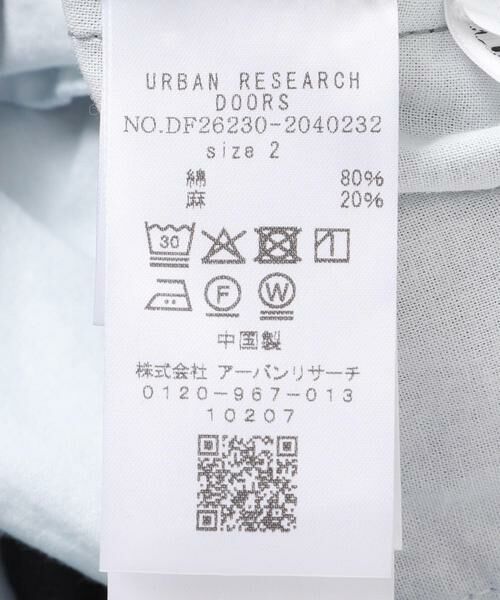 URBAN RESEARCH
DOORS
NO.DF26230-2040232
size 2
綿 80%
麻 20%
30
F W
中国製
株式会社 アーバンリサーチ
0120-967-013
10207